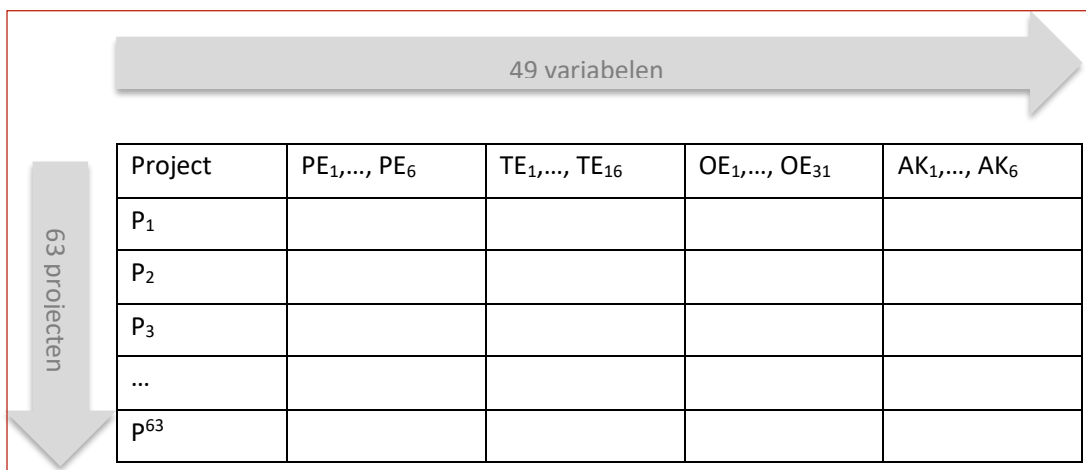 49 variabelen
63 projecten
Project PE₁,..., PE₆ TE₁,..., TE₁₆ OE₁,..., OE₃₁ AK₁,..., AK₆
P₁
P₂
P₃
...
P⁶³